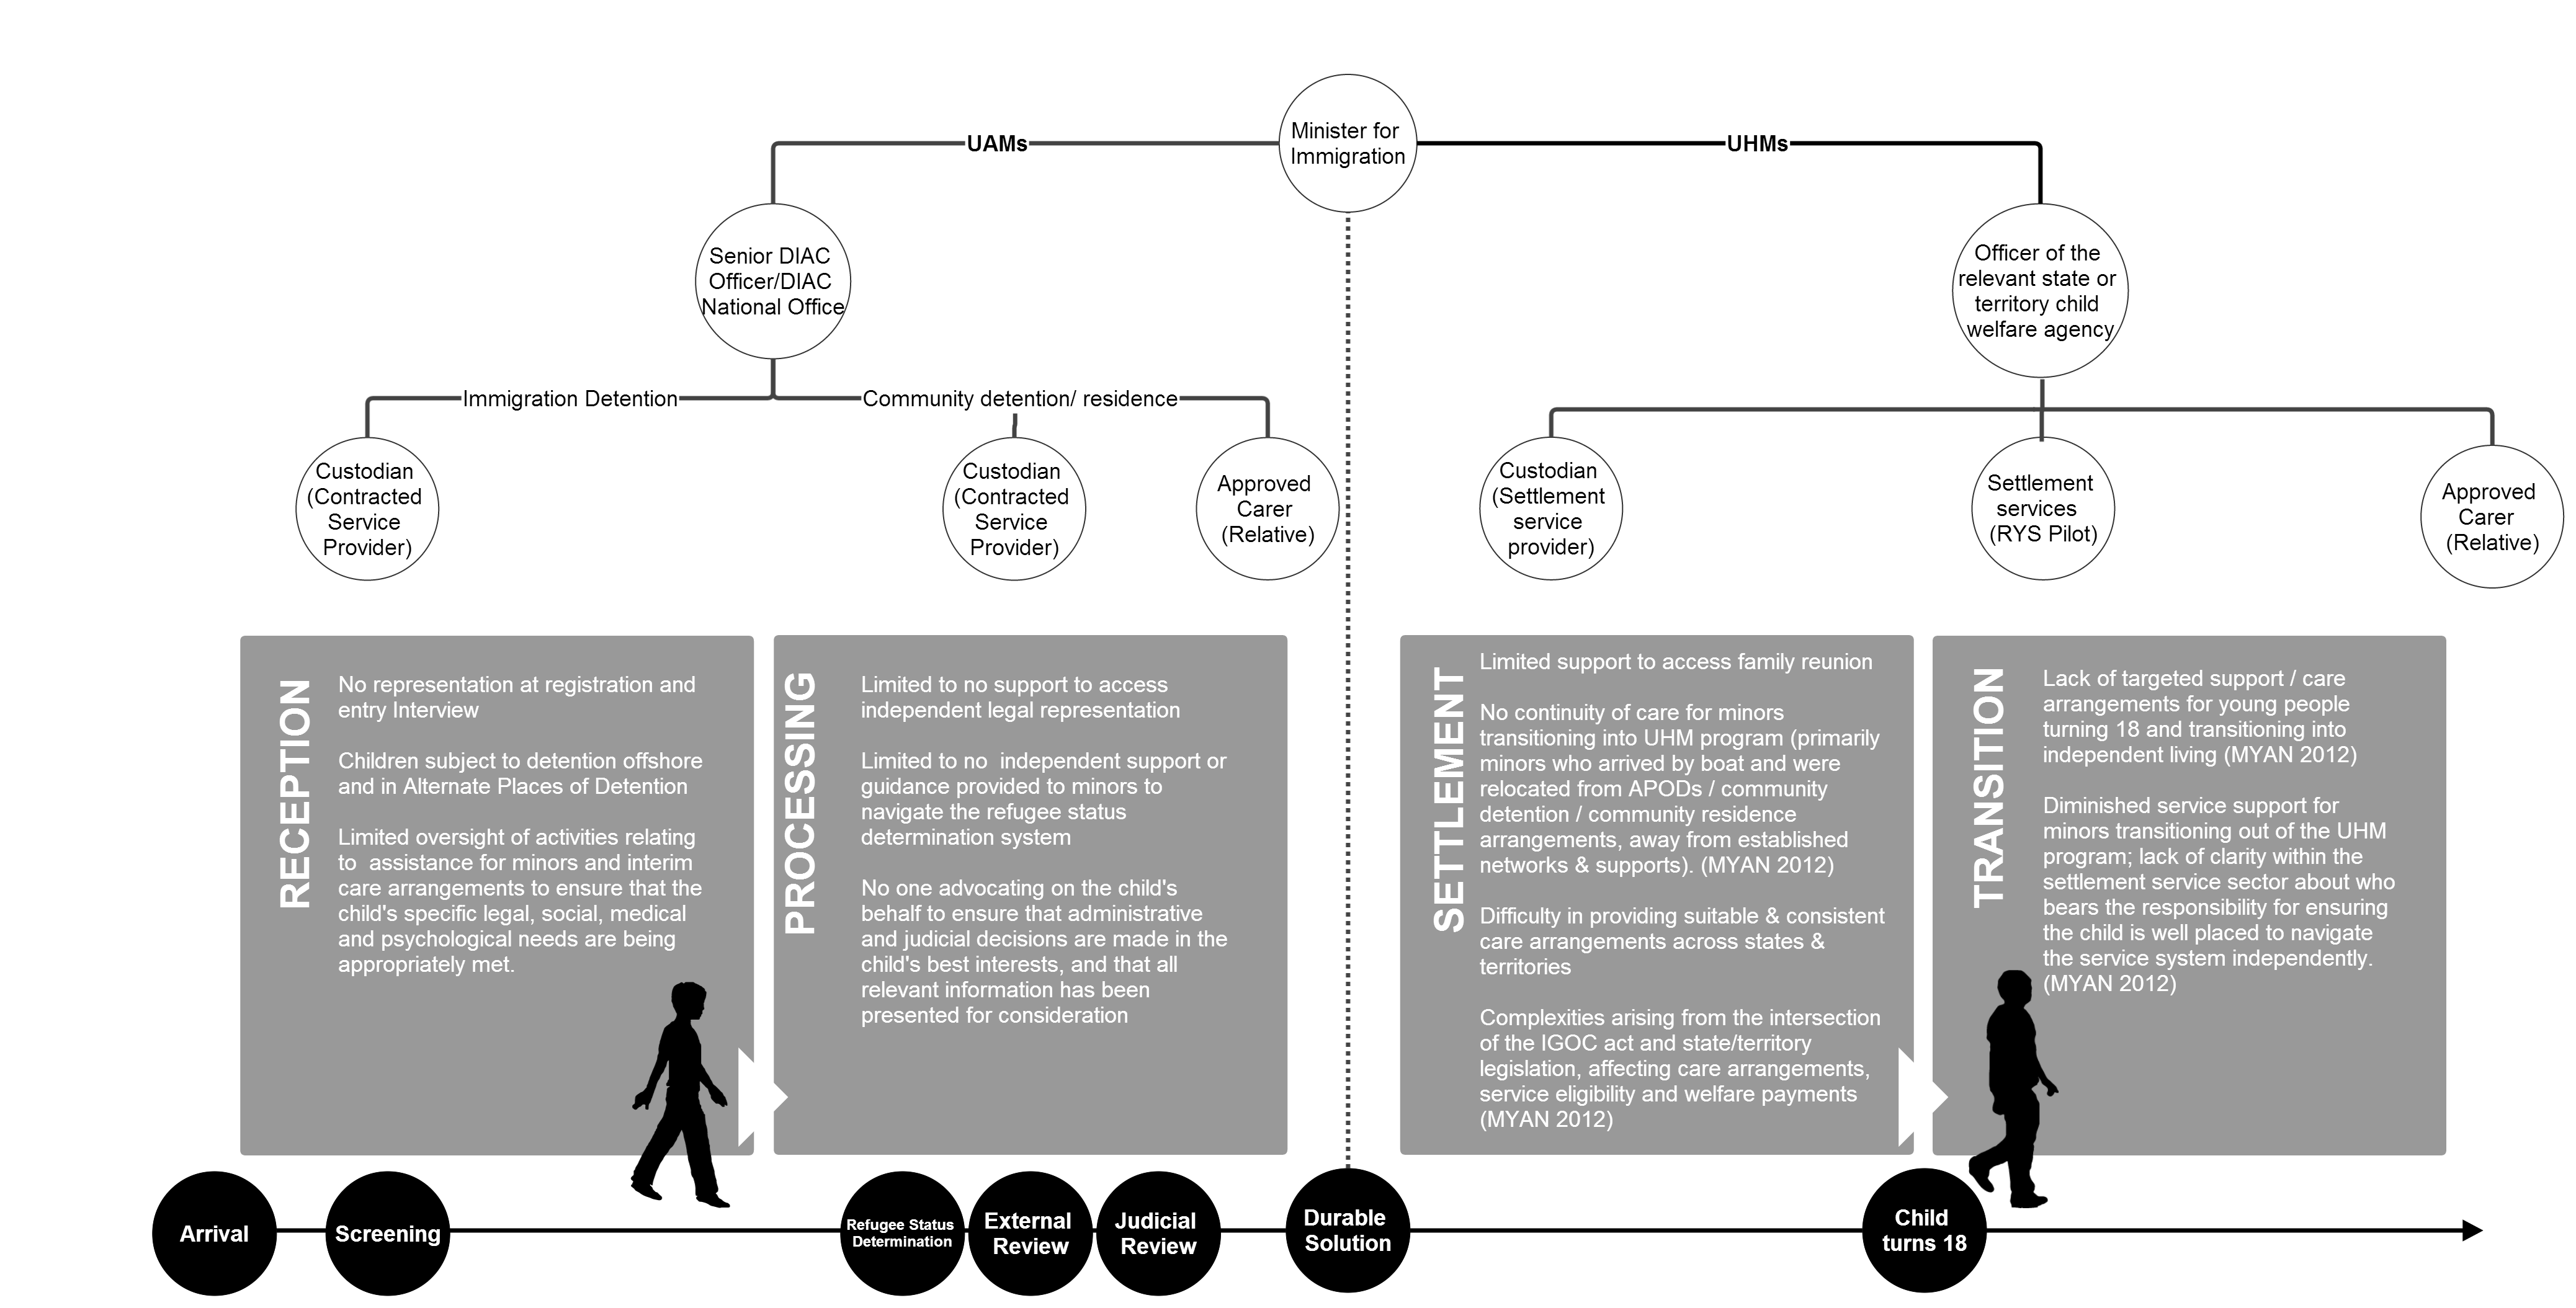 Minister for
Immigration
UAMs
UHMs
Senior DIAC
Officer/DIAC
National Office
Officer of the
relevant state or
territory child
welfare agency
Immigration Detention
Community detention/ residence
Custodian
(Contracted
Service
Provider)
Custodian
(Contracted
Service
Provider)
Approved
Carer
(Relative)
Custodian
(Settlement
service
provider)
Settlement
services
(RYS Pilot)
Approved
Carer
(Relative)
RECEPTION
No representation at registration and
entry Interview
Children subject to detention offshore
and in Alternate Places of Detention
Limited oversight of activities relating
to  assistance for minors and interim
care arrangements to ensure that the
child's specific legal, social, medical
and psychological needs are being
appropriately met.
PROCESSING
Limited to no support to access
independent legal representation
Limited to no  independent support or
guidance provided to minors to
navigate the refugee status
determination system
No one advocating on the child's
behalf to ensure that administrative
and judicial decisions are made in the
child's best interests, and that all
relevant information has been
presented for consideration
SETTLEMENT
Limited support to access family reunion
No continuity of care for minors
transitioning into UHM program (primarily
minors who arrived by boat and were
relocated from APODs / community
detention / community residence
arrangements, away from established
networks & supports). (MYAN 2012)
Difficulty in providing suitable & consistent
care arrangements across states &
territories
Complexities arising from the intersection
of the IGOC act and state/territory
legislation, affecting care arrangements,
service eligibility and welfare payments
(MYAN 2012)
TRANSITION
Lack of targeted support / care
arrangements for young people
turning 18 and transitioning into
independent living (MYAN 2012)
Diminished service support for
minors transitioning out of the UHM
program; lack of clarity within the
settlement service sector about who
bears the responsibility for ensuring
the child is well placed to navigate
the service system independently.
(MYAN 2012)
Arrival
Screening
Refugee Status
Determination
External
Review
Judicial
Review
Durable
Solution
Child
turns 18